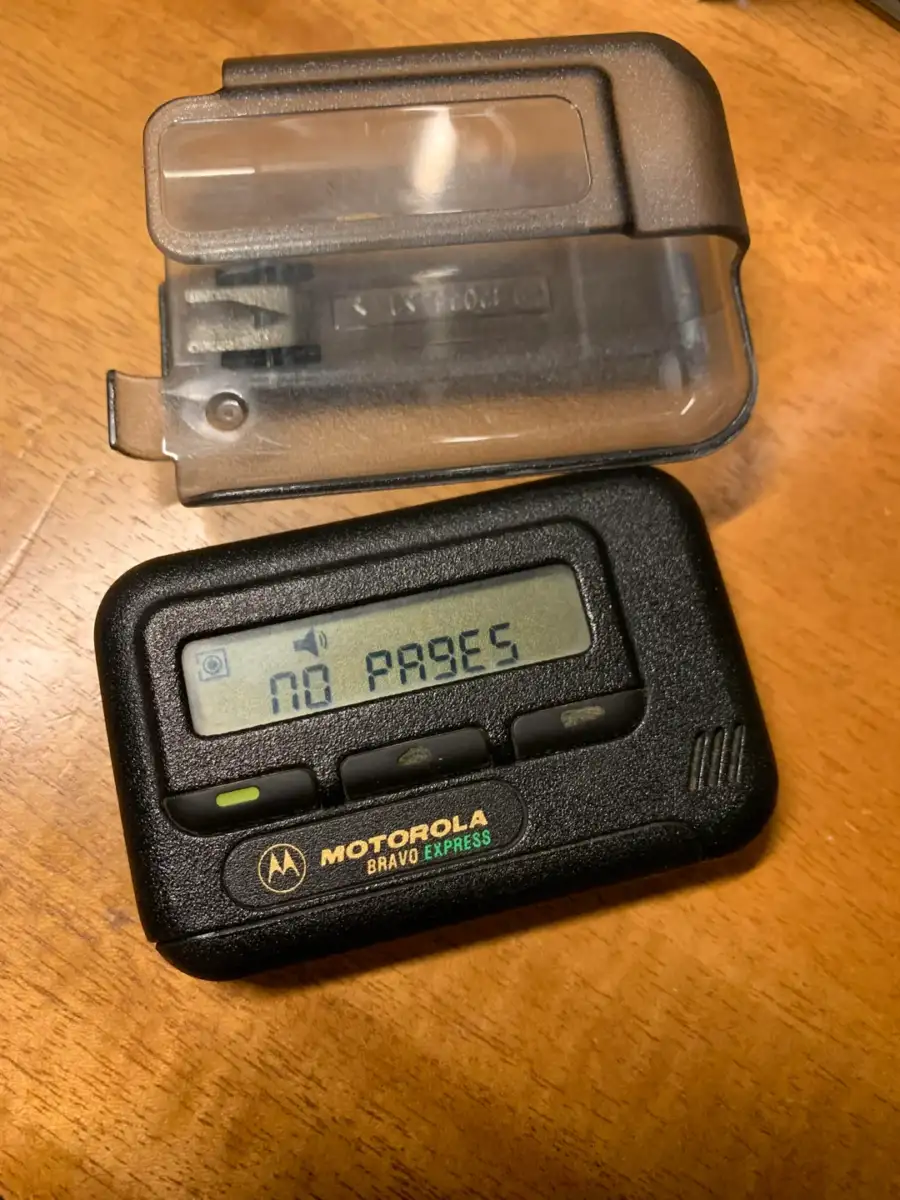 NO PAGES
MOTOROLA
BRAVO EXPRESS